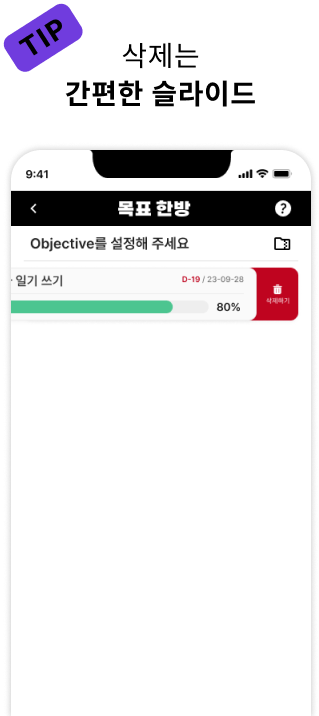 TIP
삭제는
간편한 슬라이드
9:41
목표 한방
?
Objective를 설정해 주세요
일기 쓰기
D-19 / 23-09-28
80%
삭제하기